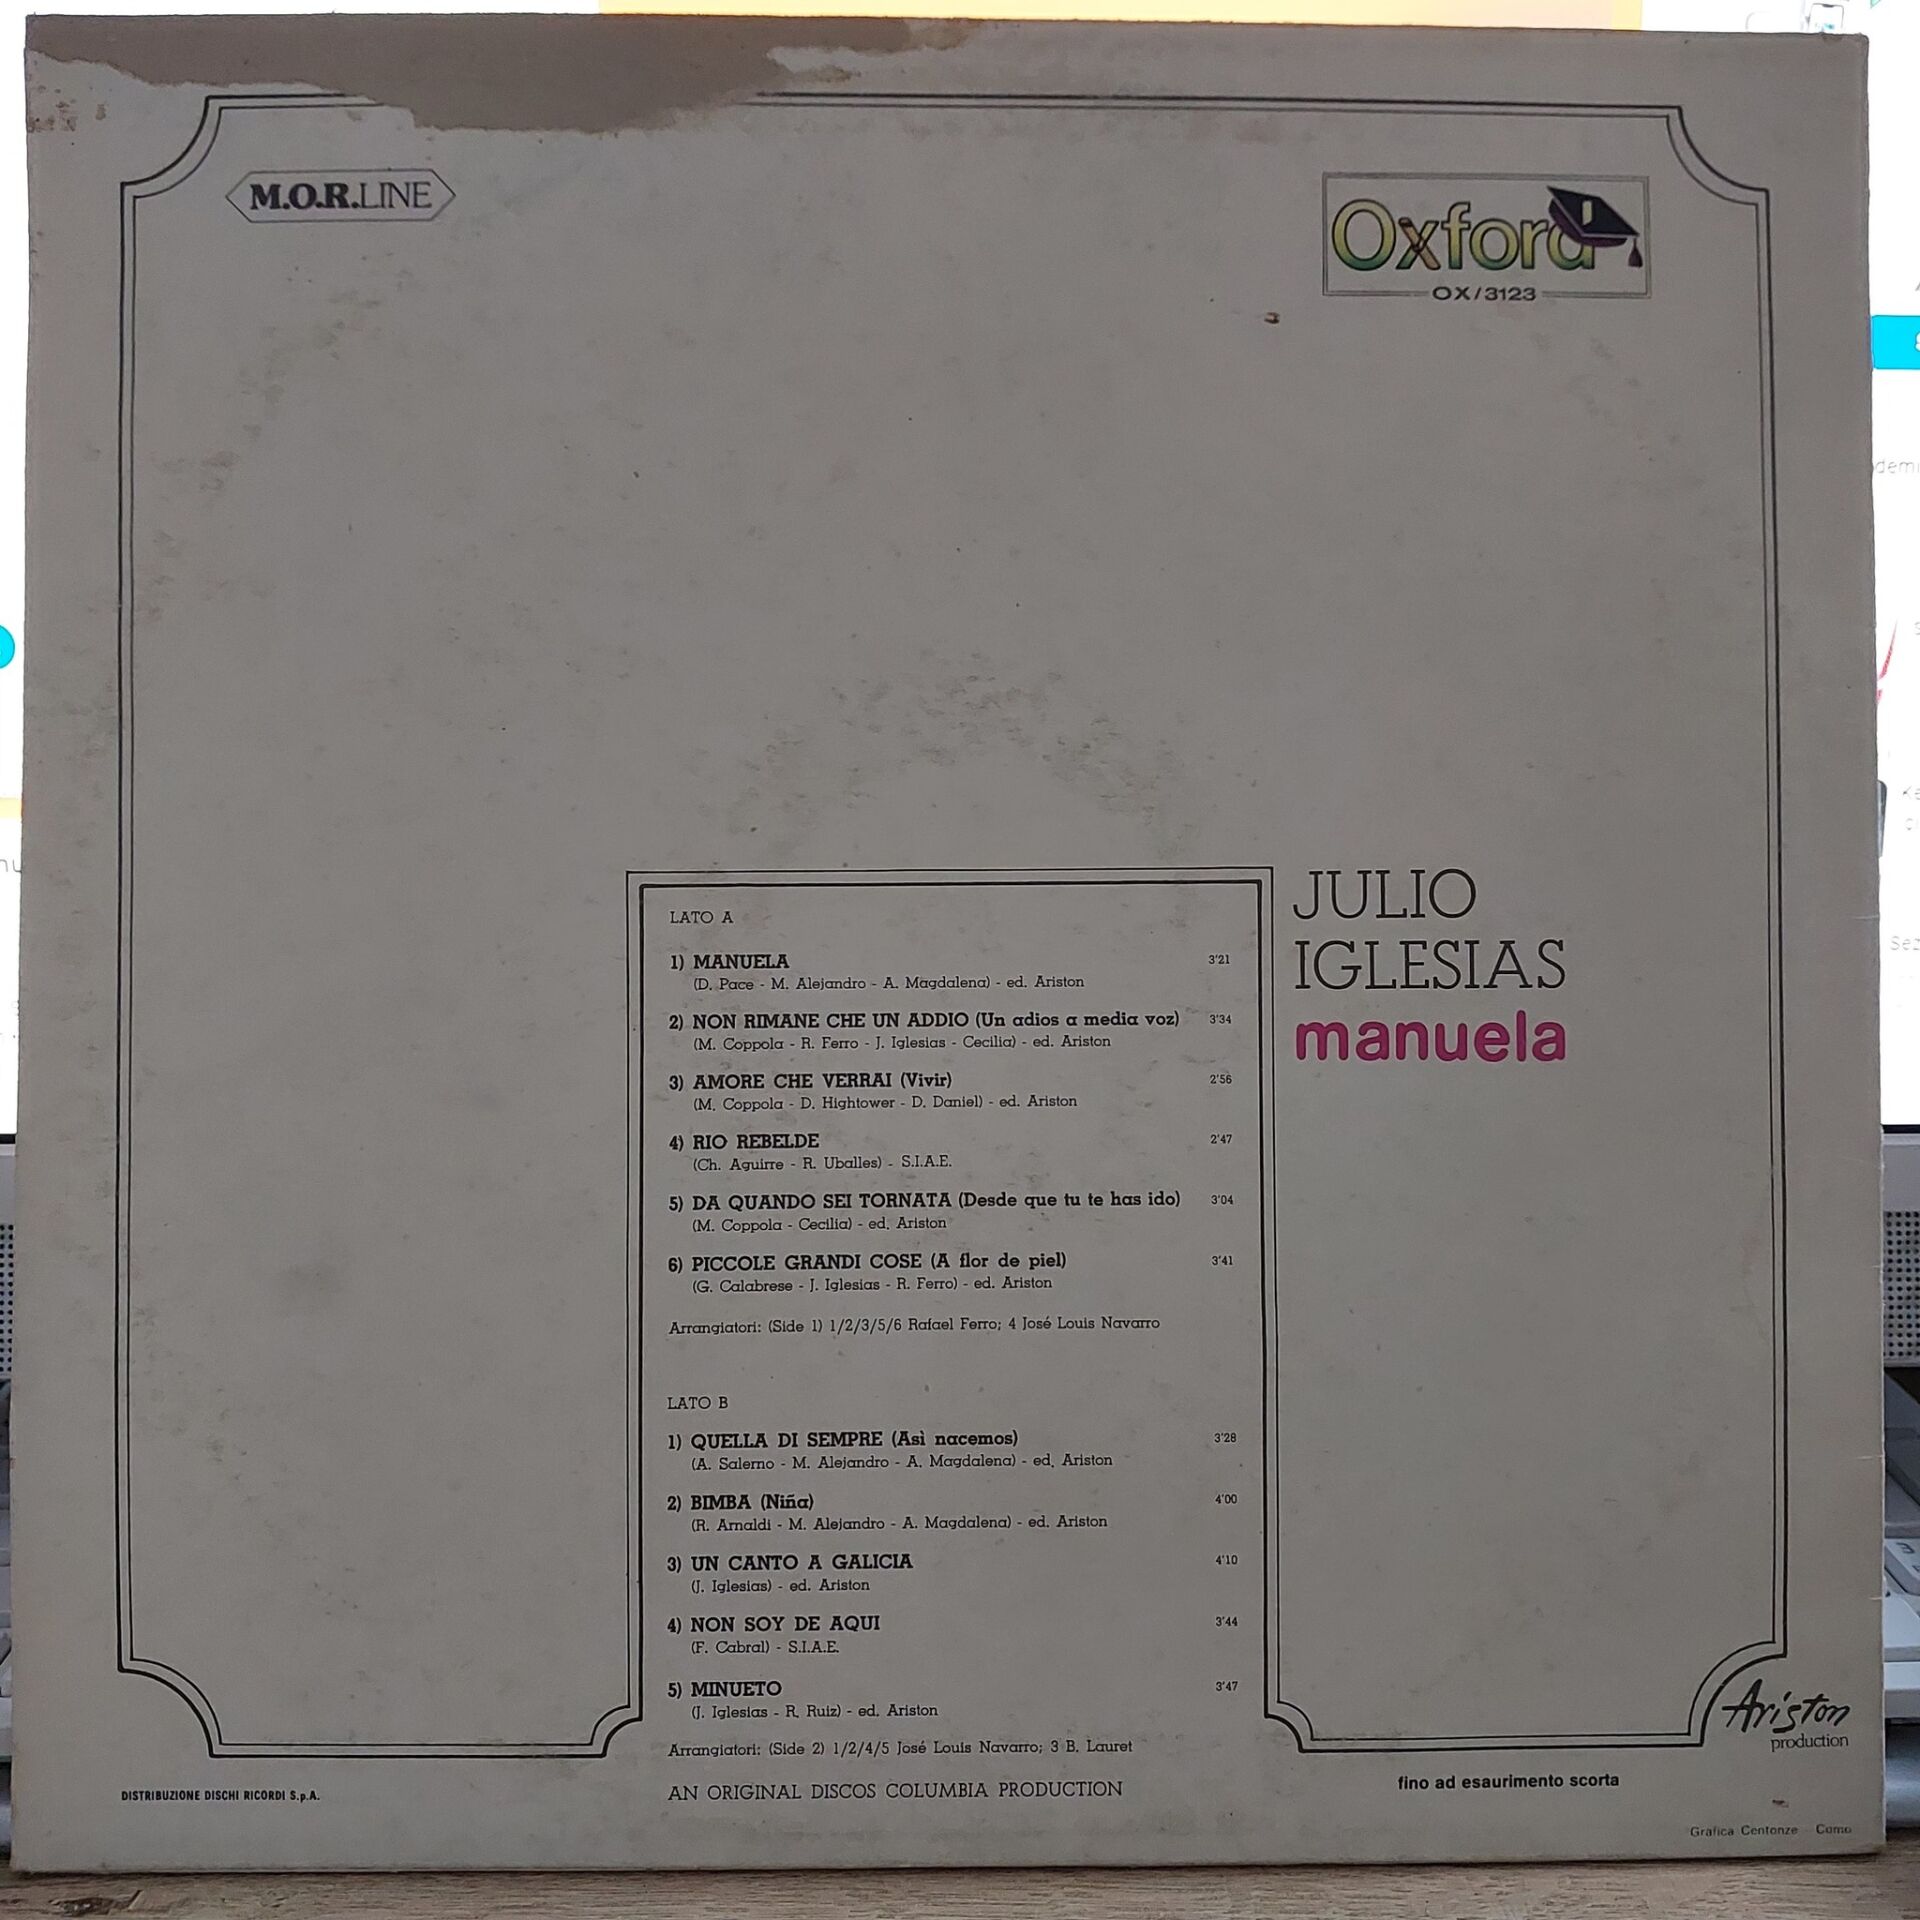 M.O.R.LINE
Oxford
OX/3123
JULIO
IGLESIAS
manuela
LATO A
1) MANUELA 3'21
(D. Pace - M. Alejandro - A. Magdalena) - ed. Ariston
2) NON RIMANE CHE UN ADDIO (Un adios a media voz) 3'34
(M. Coppola - R. Ferro - J. Iglesias - Cecilia) - ed. Ariston
3) AMORE CHE VERRAI (Vivir) 2'56
(M. Coppola - D. Hightower - D. Daniel) - ed. Ariston
4) RIO REBELDE 2'47
(Ch. Aguirre - R. Uballes) - S.I.A.E.
5) DA QUANDO SEI TORNATA (Desde que tu te has ido) 3'04
(M. Coppola - Cecilia) - ed. Ariston
6) PICCOLE GRANDI COSE (A flor de piel) 3'41
(G. Calabrese - J. Iglesias - R. Ferro) - ed. Ariston
Arrangiatori: (Side 1) 1/2/3/5/6 Rafael Ferro; 4 José Louis Navarro
LATO B
1) QUELLA DI SEMPRE (Asì nacemos) 3'28
(A. Salerno - M. Alejandro - A. Magdalena) - ed. Ariston
2) BIMBA (Niña) 4'00
(R. Arnaldi - M. Alejandro - A. Magdalena) - ed. Ariston
3) UN CANTO A GALICIA 4'10
(J. Iglesias) - ed. Ariston
4) NON SOY DE AQUI 3'44
(F. Cabral) - S.I.A.E.
5) MINUETO 3'47
(J. Iglesias - R. Ruiz) - ed. Ariston
Arrangiatori: (Side 2) 1/2/4/5 José Louis Navarro; 3 B. Lauret
AN ORIGINAL DISCOS COLUMBIA PRODUCTION
Ariston
production
DISTRIBUZIONE DISCHI RICORDI S.p.A.
fino ad esaurimento scorta
Grafica Centonze - Como